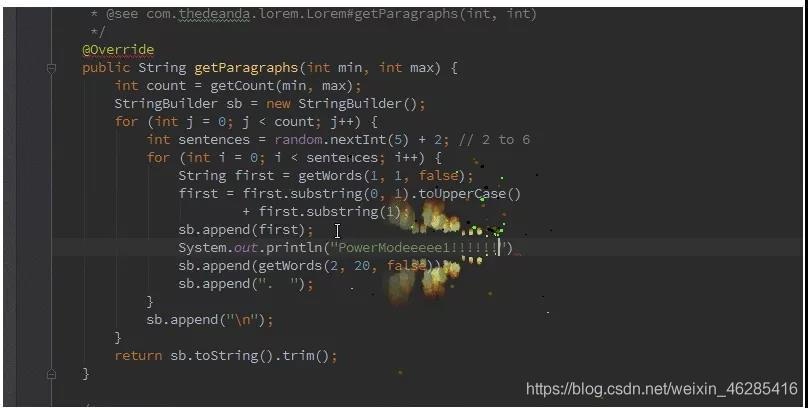 * @see com.thedeanda.lorem.Lorem#getParagraphs(int, int)
*/
@Override
public String getParagraphs(int min, int max) {
int count = getCount(min, max);
StringBuilder sb = new StringBuilder();
for (int j = 0; j < count; j++) {
int sentences = random.nextInt(5) + 2; // 2 to 6
for (int i = 0; i < sentences; i++) {
String first = getWords(1, 1, false);
first = first.substring(0, 1).toUpperCase()
+ first.substring(1);
sb.append(first);
System.out.println("PowerModeeeee1!!!!!!!")
sb.append(getWords(2, 20, false));
sb.append(".  ");
}
sb.append("\n");
}
return sb.toString().trim();
}
https://blog.csdn.net/weixin_46285416